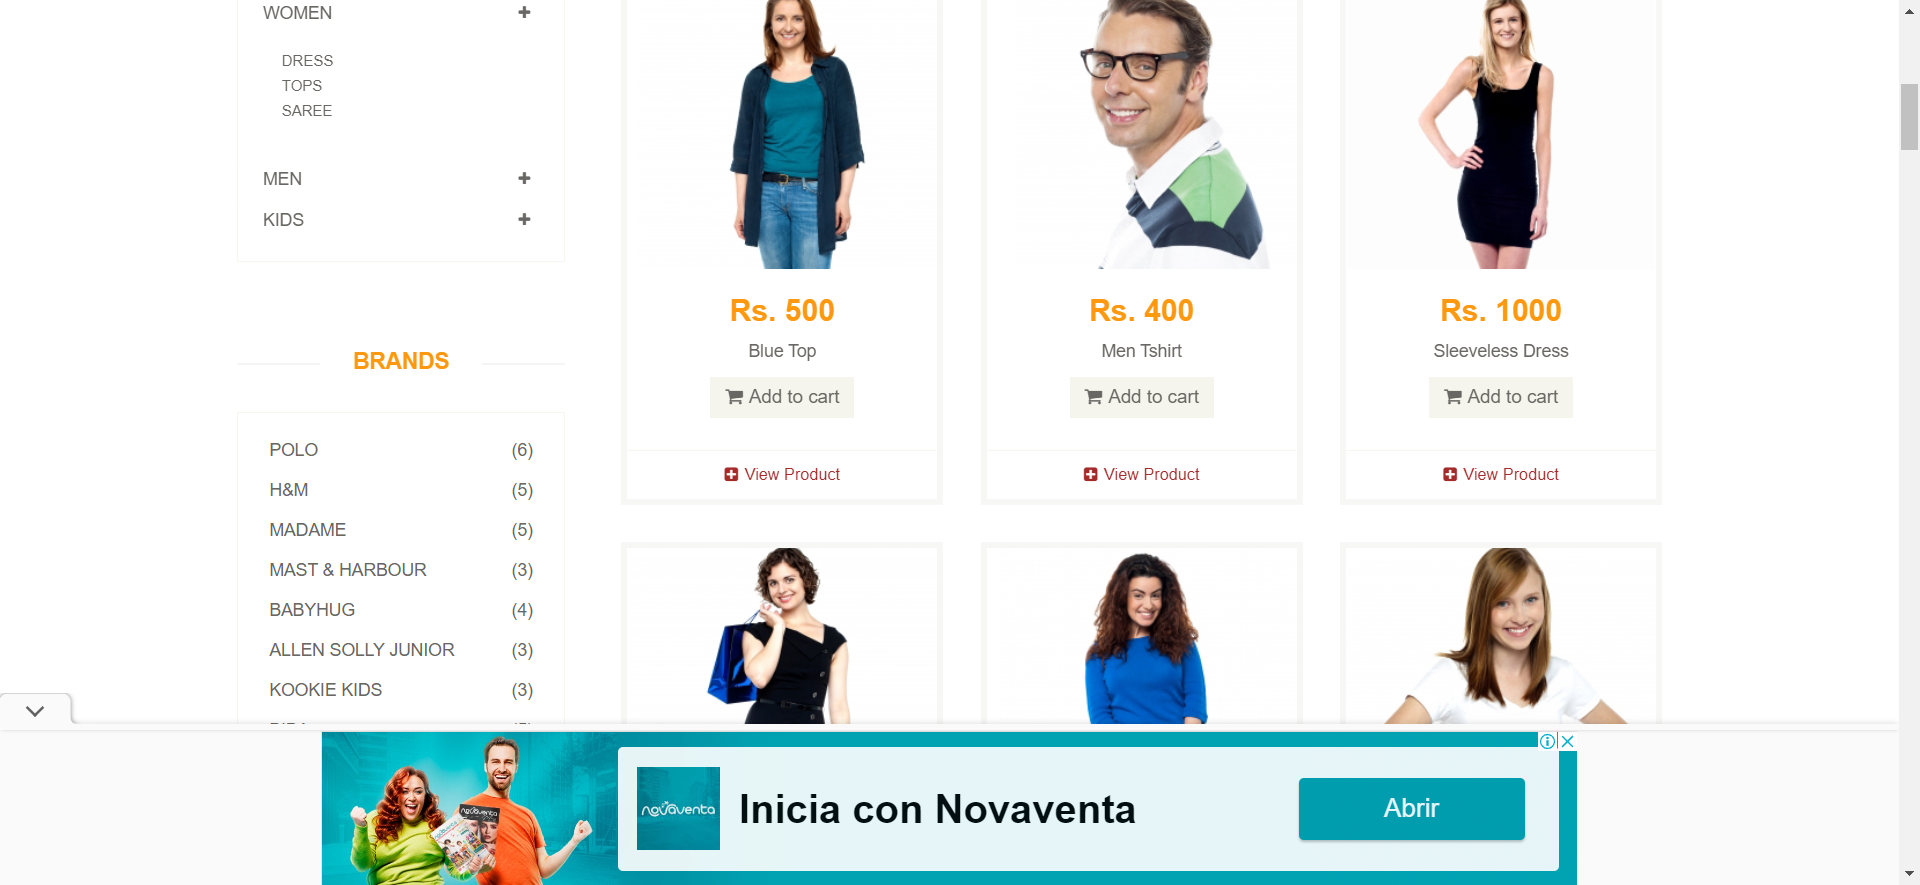 WOMEN
DRESS
TOPS
SAREE
MEN
KIDS
BRANDS
POLO (6)
H&M (5)
MADAME (5)
MAST & HARBOUR (3)
BABYHUG (4)
ALLEN SOLLY JUNIOR (3)
KOOKIE KIDS (3)
Rs. 500
Blue Top
Add to cart
View Product
Rs. 400
Men Tshirt
Add to cart
View Product
Rs. 1000
Sleeveless Dress
Add to cart
View Product
novaventa
novaventa
Inicia con Novaventa
Abrir